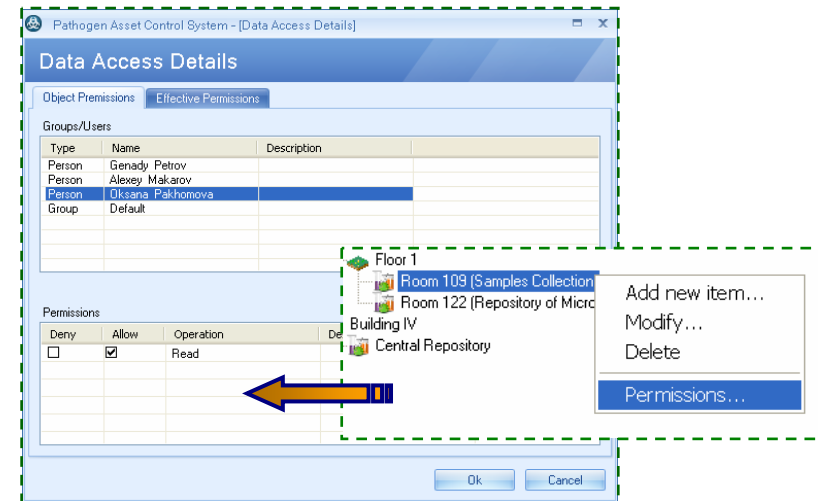 Pathogen Asset Control System - [Data Access Details]
Data Access Details
Object Premissions Effective Permissions
Groups/Users
Type Name Description
Person Genady Petrov
Person Alexey Makarov
Person Oksana Pakhomova
Group Default
Permissions
Deny Allow Operation De
Read
Ok Cancel
Floor 1
Room 109 (Samples Collection
Room 122 (Repository of Micro
Building IV
Central Repository
Add new item...
Modify...
Delete
Permissions...